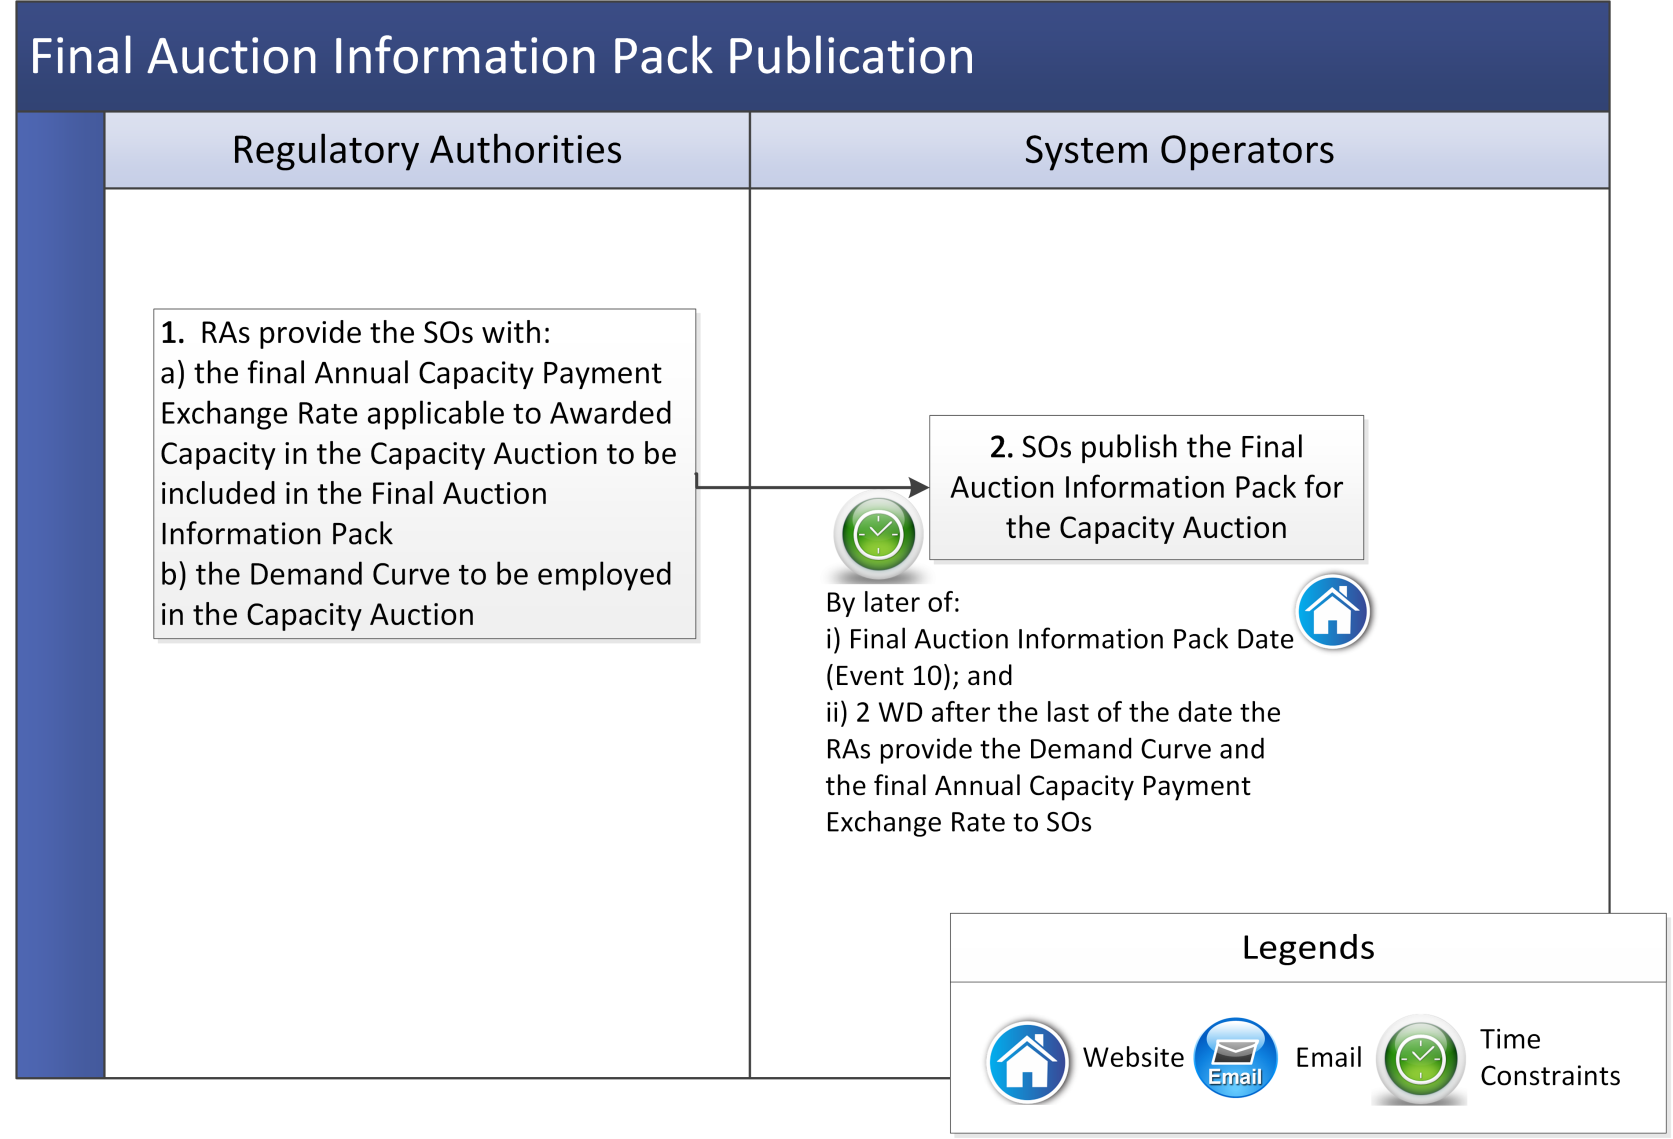 Final Auction Information Pack Publication
Regulatory Authorities
System Operators
1. RAs provide the SOs with:
a) the final Annual Capacity Payment
Exchange Rate applicable to Awarded
Capacity in the Capacity Auction to be
included in the Final Auction
Information Pack
b) the Demand Curve to be employed
in the Capacity Auction
2. SOs publish the Final
Auction Information Pack for
the Capacity Auction
By later of:
i) Final Auction Information Pack Date
(Event 10); and
ii) 2 WD after the last of the date the
RAs provide the Demand Curve and
the final Annual Capacity Payment
Exchange Rate to SOs
Legends
Website
Email
Email
Time
Constraints